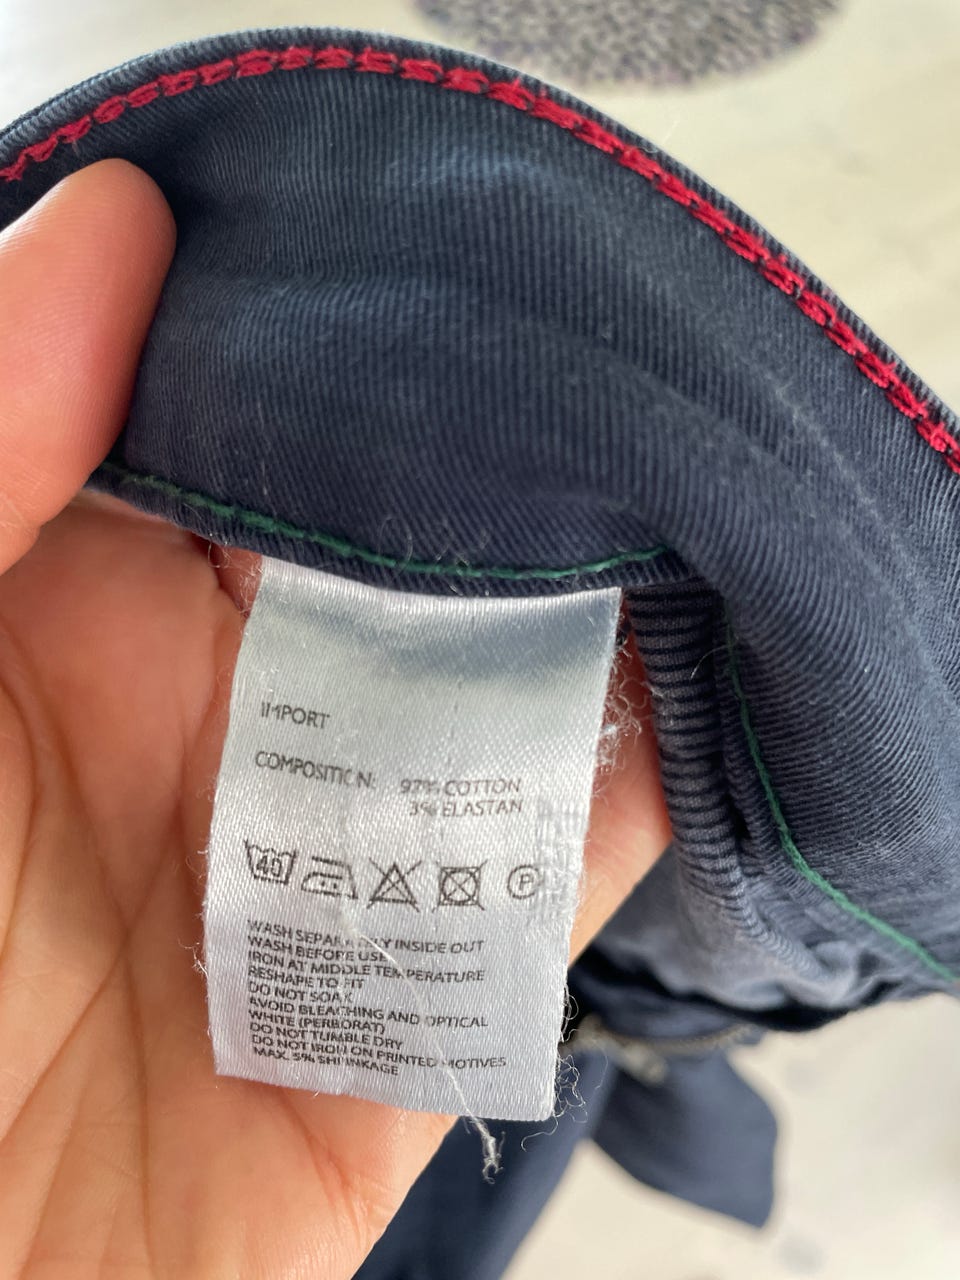 IMPORT
COMPOSITION: 97% COTTON
3% ELASTAN
40 P
WASH SEPARATELY INSIDE OUT
WASH BEFORE USE
IRON AT MIDDLE TEMPERATURE
RESHAPE TO FIT
DO NOT SOAK
AVOID BLEACHING AND OPTICAL
WHITE (PERBORAT)
DO NOT TUMBLE DRY
DO NOT IRON ON PRINTED MOTIVES
MAX. 5% SHRINKAGE